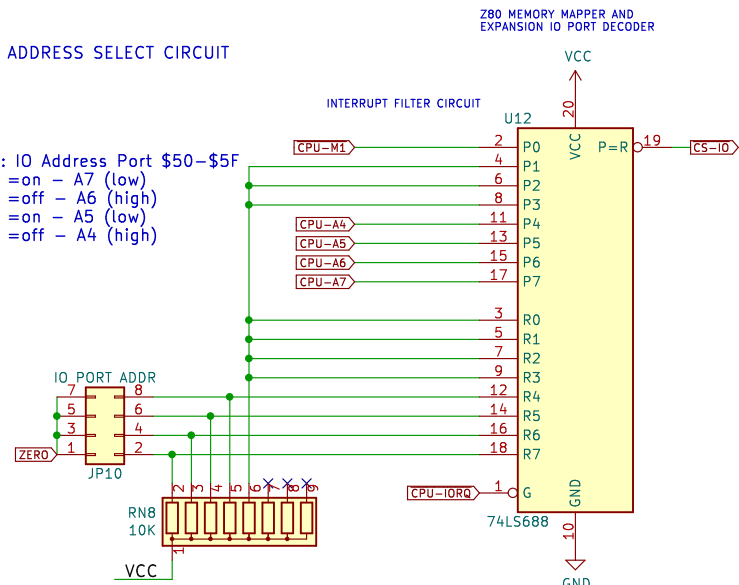 Z80 MEMORY MAPPER AND
EXPANSION IO PORT DECODER
ADDRESS SELECT CIRCUIT
VCC
INTERRUPT FILTER CIRCUIT
U12
20
CPU-M1 2 P0 VCC P=R 19 CS-IO
: IO Address Port $50-$5F
4 P1
=on - A7 (low)
6 P2
=off - A6 (high)
8 P3
=on - A5 (low)
CPU-A4 11 P4
=off - A4 (high)
CPU-A5 13 P5
CPU-A6 15 P6
CPU-A7 17 P7
3 R0
5 R1
7 R2
IO PORT ADDR
9 R3
7 8 12 R4
5 6 14 R5
3 4 16 R6
ZERO 1 2 18 R7
JP10
2 3 4 5 6 7 8 9
CPU-IORQ 1 G GND
RN8
10K
74LS688
10
1
VCC
GND